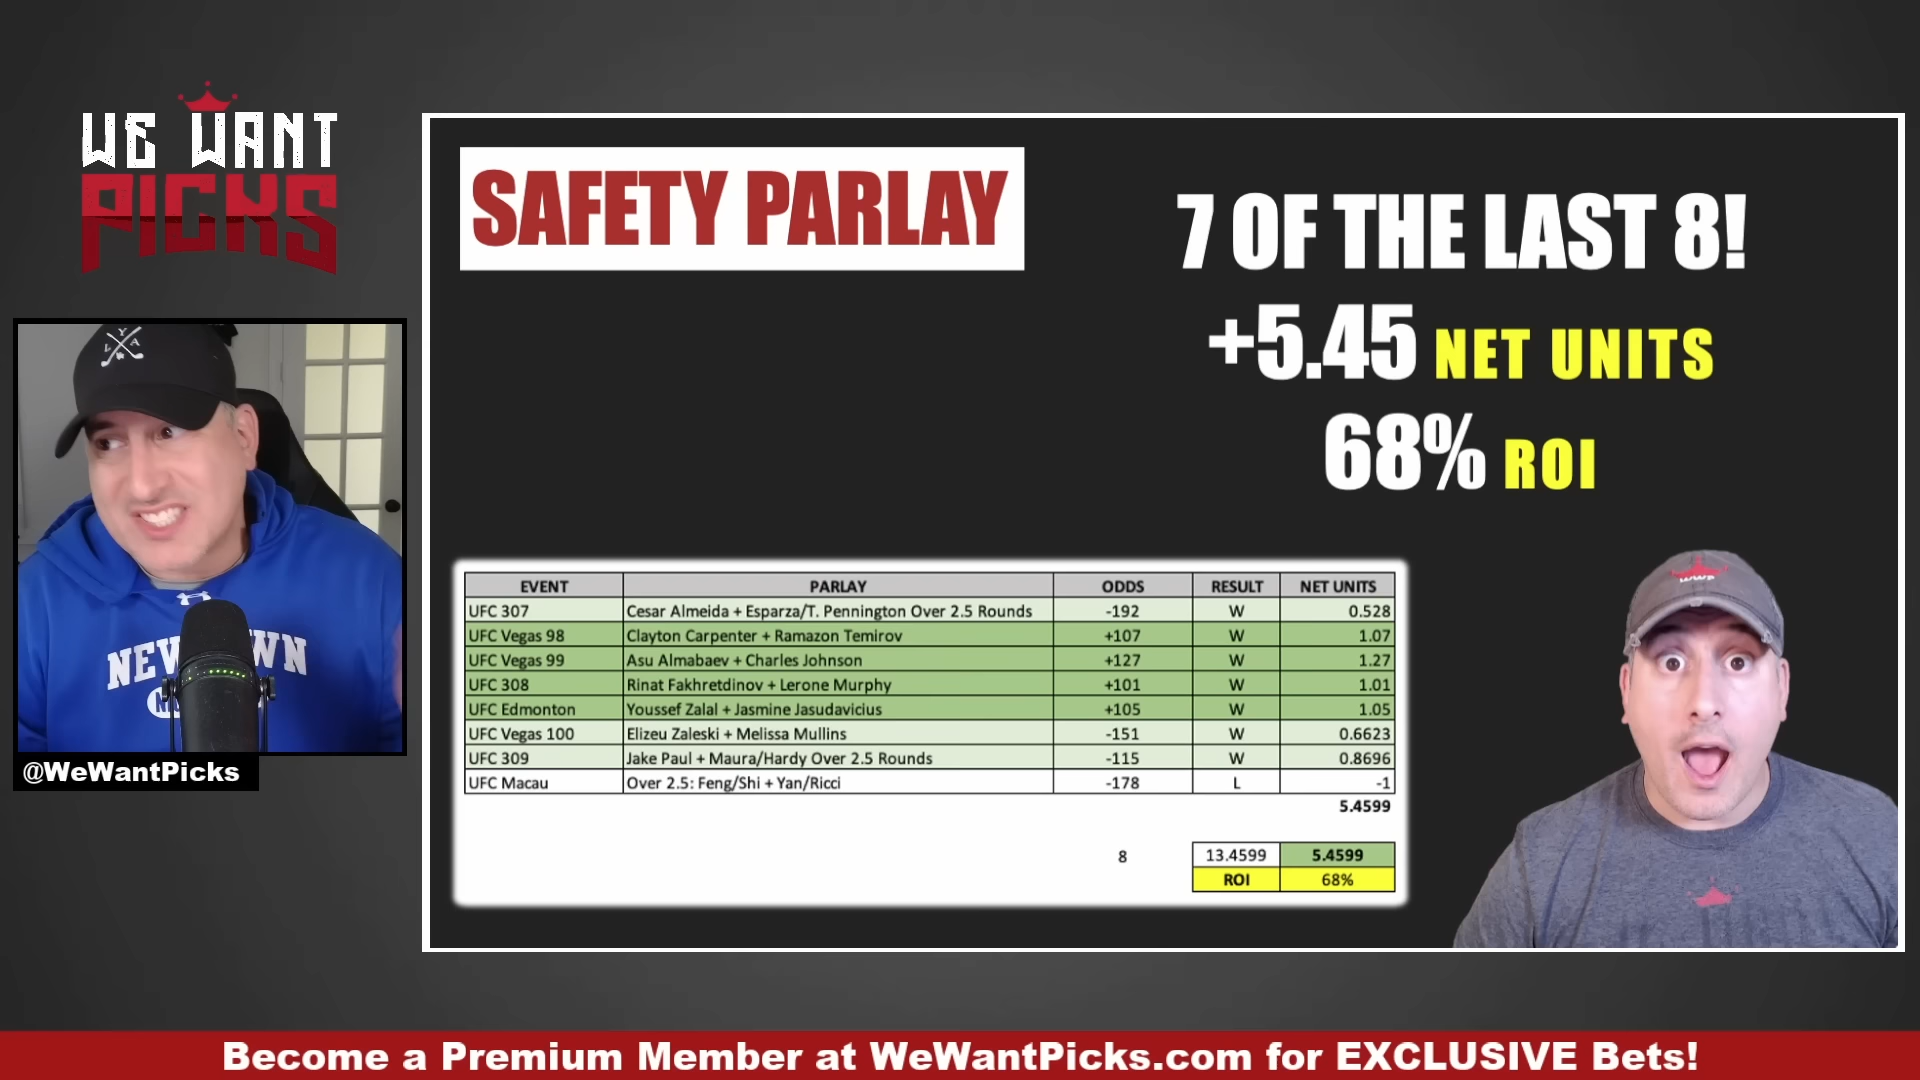 WE WANT
PICKS
SAFETY PARLAY
7 OF THE LAST 8!
+5.45 NET UNITS
68% ROI
L Y A
NEW
WN
@WeWantPicks
EVENT PARLAY ODDS RESULT NET UNITS
UFC 307 Cesar Almeida + Esparza/T. Pennington Over 2.5 Rounds -192 W 0.528
UFC Vegas 98 Clayton Carpenter + Ramazon Temirov +107 W 1.07
UFC Vegas 99 Asu Almabaev + Charles Johnson +127 W 1.27
UFC 308 Rinat Fakhretdinov + Lerone Murphy +101 W 1.01
UFC Edmonton Youssef Zalal + Jasmine Jasudavicius +105 W 1.05
UFC Vegas 100 Elizeu Zaleski + Melissa Mullins -151 W 0.6623
UFC 309 Jake Paul + Maura/Hardy Over 2.5 Rounds -115 W 0.8696
UFC Macau Over 2.5: Feng/Shi + Yan/Ricci -178 L -1
5.4599
8 13.4599 5.4599
ROI 68%
Become a Premium Member at WeWantPicks.com for EXCLUSIVE Bets!